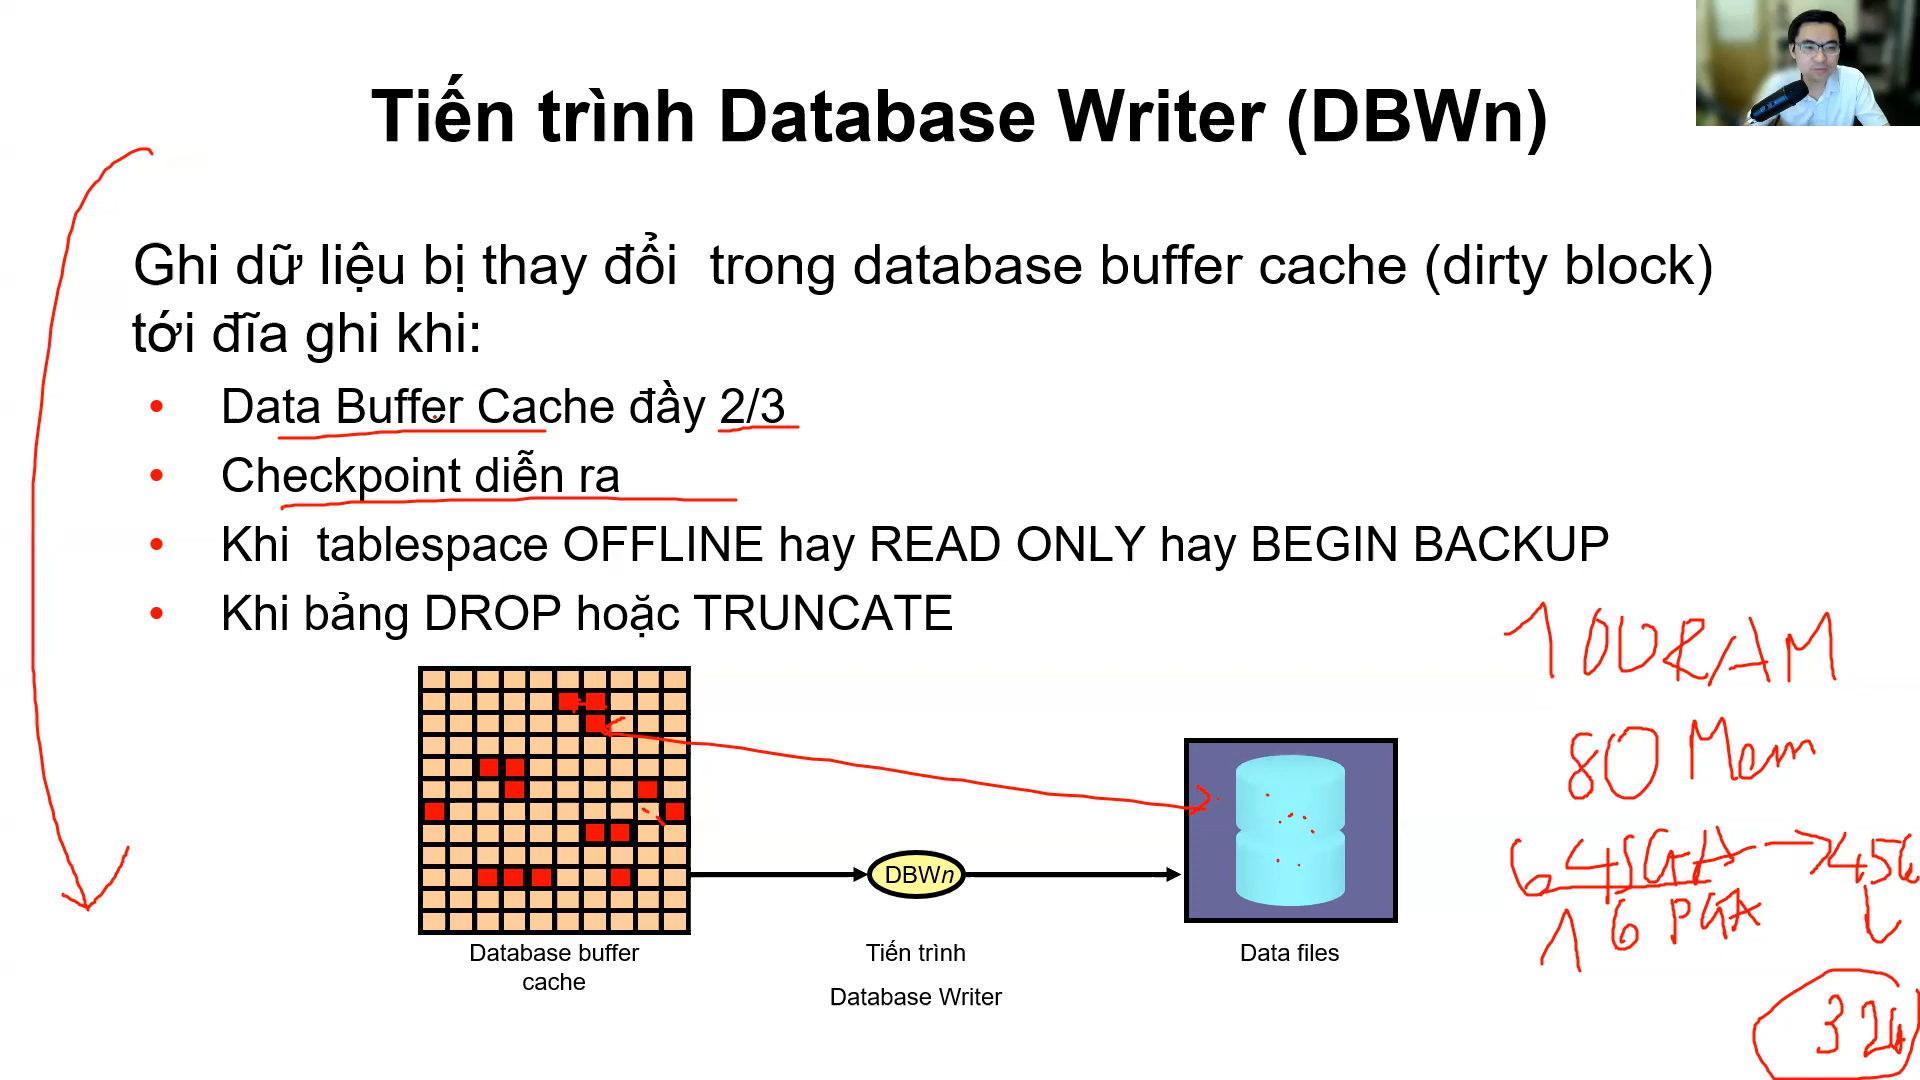 Tiến trình Database Writer (DBWn)
Ghi dữ liệu bị thay đổi  trong database buffer cache (dirty block)
tới đĩa ghi khi:
• Data Buffer Cache đầy 2/3
• Checkpoint diễn ra
• Khi  tablespace OFFLINE hay READ ONLY hay BEGIN BACKUP
• Khi bảng DROP hoặc TRUNCATE
100RAM
80 Mem
64SGA → 45G
16 PGA
32G
DBWn
Database buffer
cache
Tiến trình
Database Writer
Data files